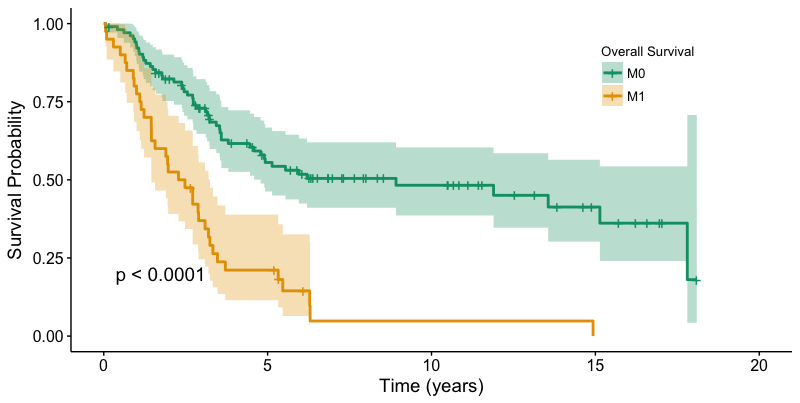 1.00
0.75
0.50
0.25
0.00
Survival Probability
Overall Survival
M0
M1
p < 0.0001
0 5 10 15 20
Time (years)